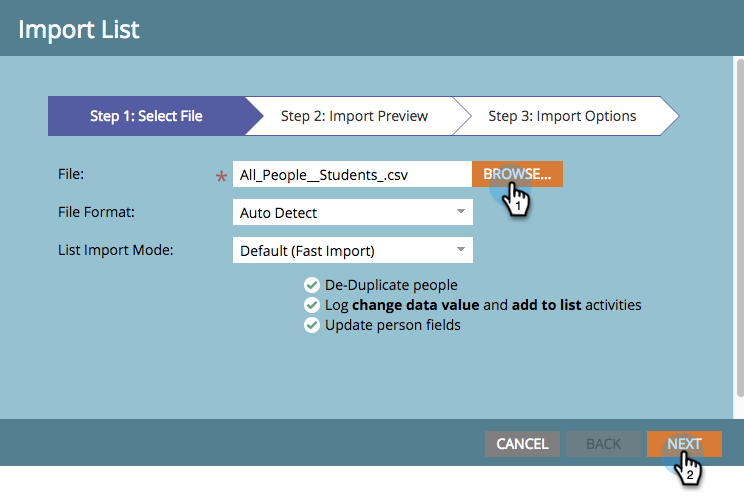 Import List
Step 1: Select File
Step 2: Import Preview
Step 3: Import Options
File: * All_People__Students_.csv BROWSE...
1
File Format: Auto Detect
List Import Mode: Default (Fast Import)
De-Duplicate people
Log change data value and add to list activities
Update person fields
CANCEL BACK NEXT
2